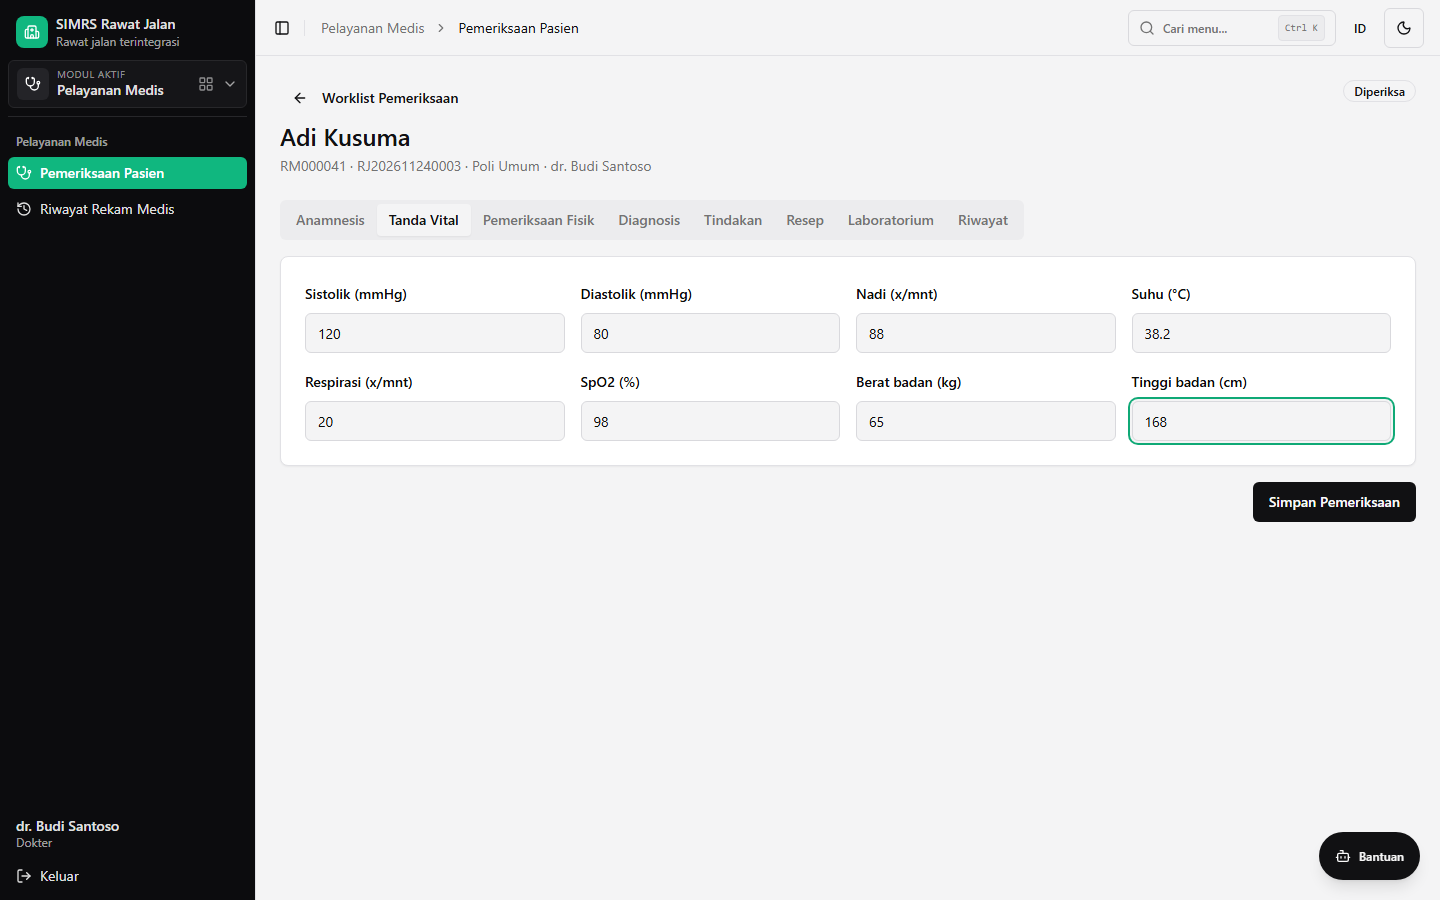 SIMRS Rawat Jalan
Rawat jalan terintegrasi
MODUL AKTIF
Pelayanan Medis
Pelayanan Medis
Pemeriksaan Pasien
Riwayat Rekam Medis
dr. Budi Santoso
Dokter
Keluar
Pelayanan Medis > Pemeriksaan Pasien
Cari menu... Ctrl K
ID
Worklist Pemeriksaan
Diperiksa
Adi Kusuma
RM000041 · RJ202611240003 · Poli Umum · dr. Budi Santoso
Anamnesis Tanda Vital Pemeriksaan Fisik Diagnosis Tindakan Resep Laboratorium Riwayat
Sistolik (mmHg) Diastolik (mmHg) Nadi (x/mnt) Suhu (°C)
120 80 88 38.2
Respirasi (x/mnt) SpO2 (%) Berat badan (kg) Tinggi badan (cm)
20 98 65 168
Simpan Pemeriksaan
Bantuan